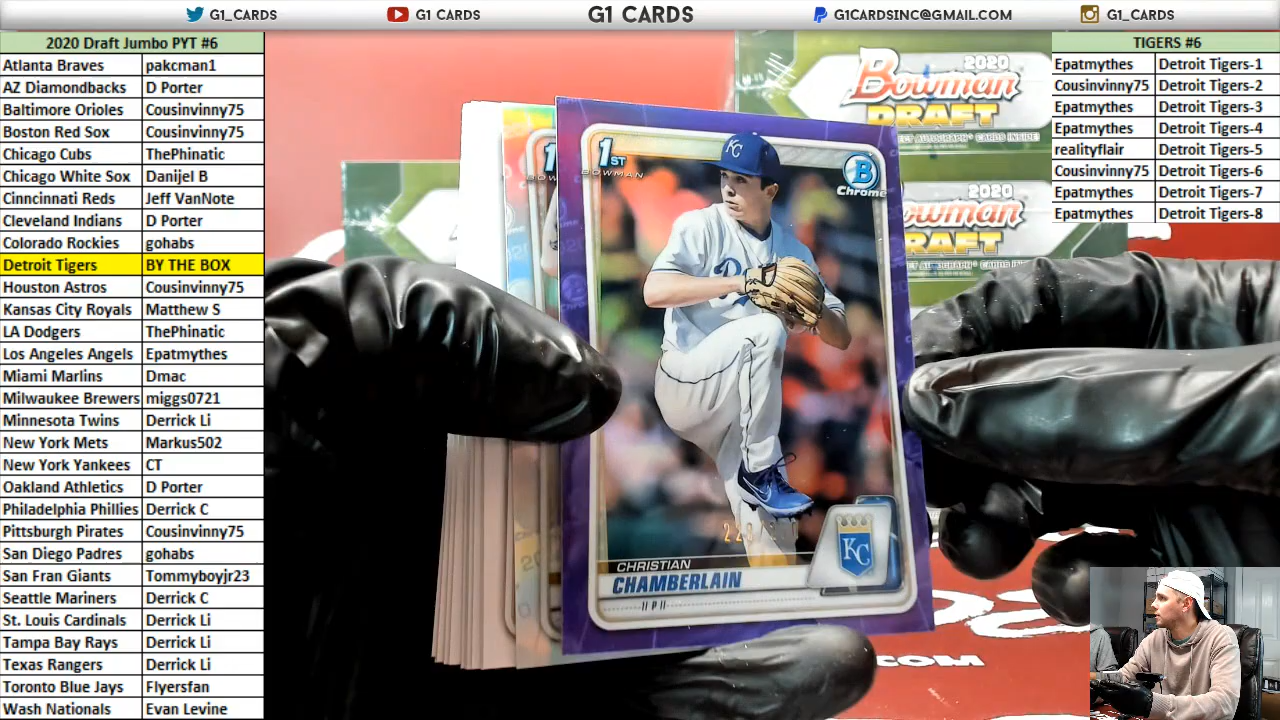 G1_CARDS
G1 CARDS
G1 CARDS
G1CARDSINC@GMAIL.COM
G1_CARDS
2020 Draft Jumbo PYT #6
Atlanta Braves pakcman1
AZ Diamondbacks D Porter
Baltimore Orioles Cousinvinny75
Boston Red Sox Cousinvinny75
Chicago Cubs ThePhinatic
Chicago White Sox Danijel B
Cinncinnati Reds Jeff VanNote
Cleveland Indians D Porter
Colorado Rockies gohabs
Detroit Tigers BY THE BOX
Houston Astros Cousinvinny75
Kansas City Royals Matthew S
LA Dodgers ThePhinatic
Los Angeles Angels Epatmythes
Miami Marlins Dmac
Milwaukee Brewers miggs0721
Minnesota Twins Derrick Li
New York Mets Markus502
New York Yankees CT
Oakland Athletics D Porter
Philadelphia Phillies Derrick C
Pittsburgh Pirates Cousinvinny75
San Diego Padres gohabs
San Fran Giants Tommyboyjr23
Seattle Mariners Derrick C
St. Louis Cardinals Derrick Li
Tampa Bay Rays Derrick Li
Texas Rangers Derrick Li
Toronto Blue Jays Flyersfan
Wash Nationals Evan Levine
TIGERS #6
Epatmythes Detroit Tigers-1
Cousinvinny75 Detroit Tigers-2
Epatmythes Detroit Tigers-3
Epatmythes Detroit Tigers-4
realityflair Detroit Tigers-5
Cousinvinny75 Detroit Tigers-6
Epatmythes Detroit Tigers-7
Epatmythes Detroit Tigers-8
2020
Bowman
DRAFT
CARDS INSIDE!
2020
Bowman
DRAFT
CARDS INSIDE!
1ST
BOWMAN
B
Chrome
KC
KC
CHRISTIAN
CHAMBERLAIN
P
.COM